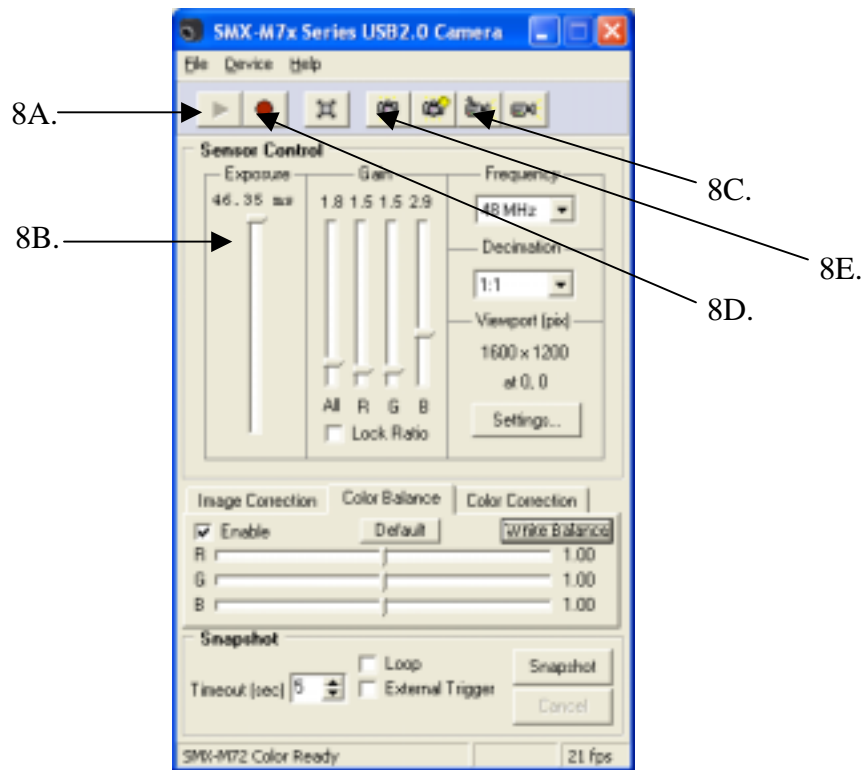 SMX-M7x Series USB2.0 Camera
File Device Help
8A.
Sensor Control
Exposure Gain Frequency
46.35 ms 1.8 1.5 1.5 2.9
48 MHz
8C.
8B.
Decimation
8E.
1:1
8D.
Viewport (pix)
1600 x 1200
at 0, 0
All R G B
Settings...
Lock Ratio
Image Correction Color Balance Color Correction
Enable Default White Balance
R 1.00
G 1.00
B 1.00
Snapshot
Loop Snapshot
Timeout (sec) 5 External Trigger
Cancel
SMX-M72 Color Ready 21 fps